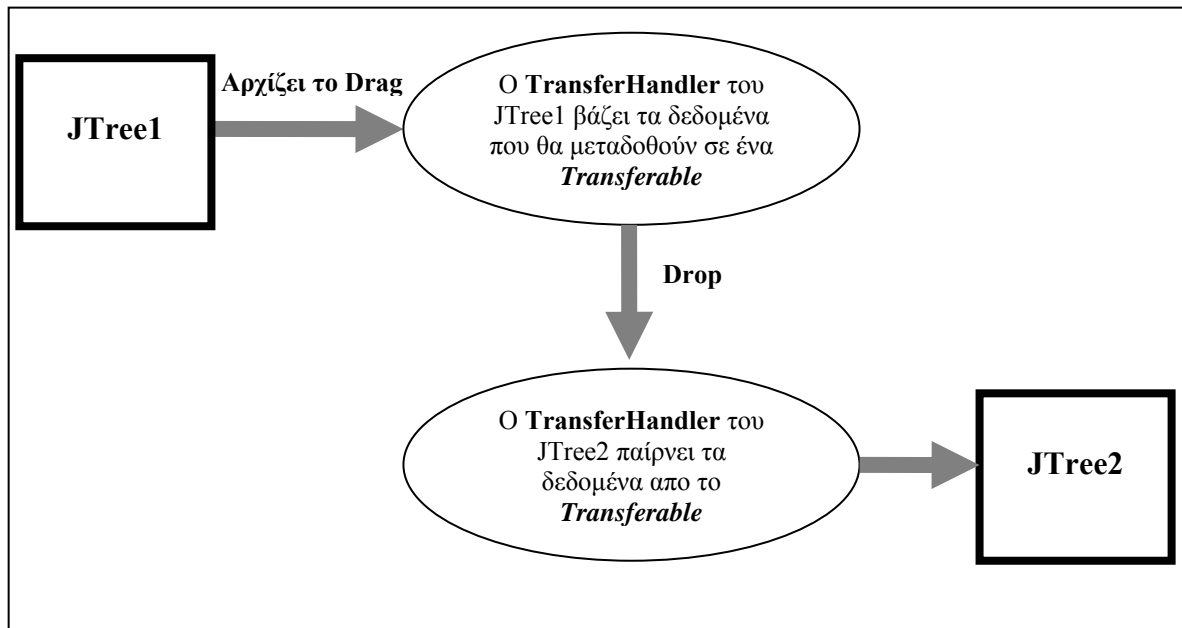 JTree1
Αρχίζει το Drag
Ο TransferHandler του
JTree1 βάζει τα δεδομένα
που θα μεταδοθούν σε ένα
Transferable
Drop
Ο TransferHandler του
JTree2 παίρνει τα
δεδομένα απο το
Transferable
JTree2